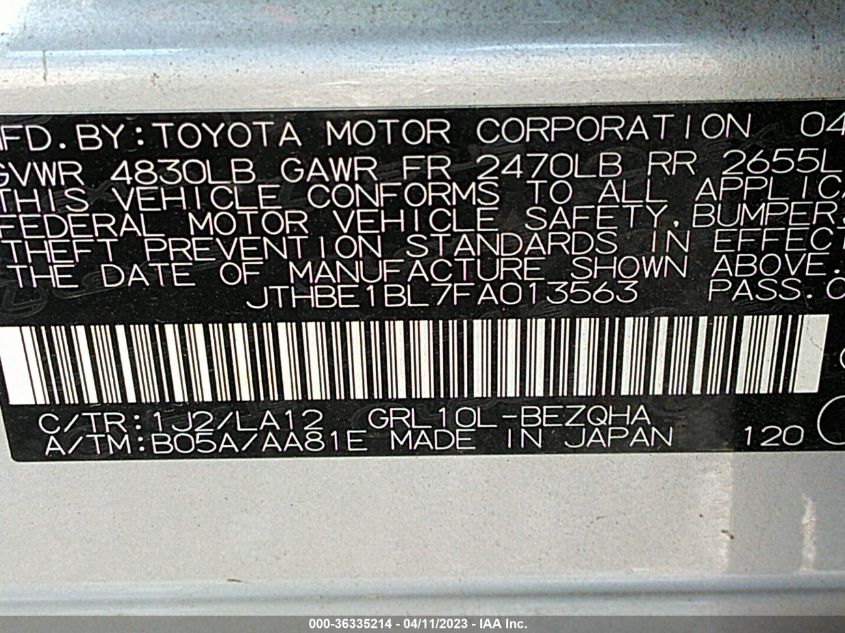 MFD. BY: TOYOTA MOTOR CORPORATION 04
GVWR 4830LB GAWR FR 2470LB RR 2655L
THIS VEHICLE CONFORMS TO ALL APPLICA
FEDERAL MOTOR VEHICLE SAFETY, BUMPER,
THEFT PREVENTION STANDARDS IN EFFECT
THE DATE OF MANUFACTURE SHOWN ABOVE.
JTHBE1BL7FA013563 PASS. C
C/TR: 1J2/LA12 GRL10L-BEZQHA
A/TM: B05A/AA81E MADE IN JAPAN 120
000-36335214 - 04/11/2023 - IAA Inc.